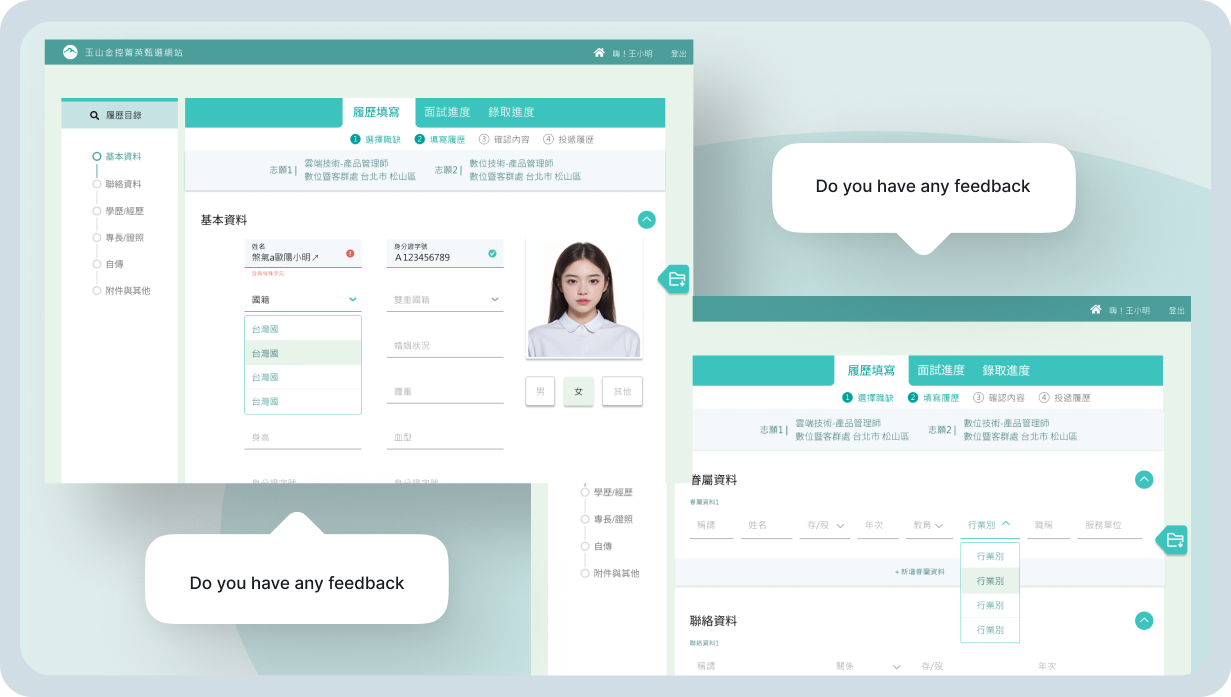 玉山金控菁英甄選網站
嗨！王小明
登出
履歷目錄
基本資料
聯絡資料
學歷/經歷
專長/證照
自傳
附件與其他
履歷填寫
面試進度
錄取進度
1 選擇職缺
2 填寫履歷
3 確認內容
4 投遞履歷
志願1 |
雲端技術-產品管理師
數位暨客群處 台北市 松山區
志願2 |
數位技術-產品管理師
數位暨客群處 台北市 松山區
基本資料
姓名
煞氣a歐陽小明↗
含有特殊字元
身分證字號
A123456789
國籍
台灣國
台灣國
台灣國
台灣國
雙重國籍
婚姻狀況
體重
身高
血型
身分證字號
身分證字號
男
女
其他
Do you have any feedback
Do you have any feedback
嗨！王小明
登出
履歷填寫
面試進度
錄取進度
1 選擇職缺
2 填寫履歷
3 確認內容
4 投遞履歷
志願1 |
雲端技術-產品管理師
數位暨客群處 台北市 松山區
志願2 |
數位技術-產品管理師
數位暨客群處 台北市 松山區
學歷/經歷
專長/證照
自傳
附件與其他
眷屬資料
眷屬資料1
稱謂
姓名
存/歿
年次
教育
行業別
職稱
服務單位
行業別
行業別
行業別
行業別
+ 新增眷屬資料
聯絡資料
聯絡資料1
稱謂
關係
存/歿
年次